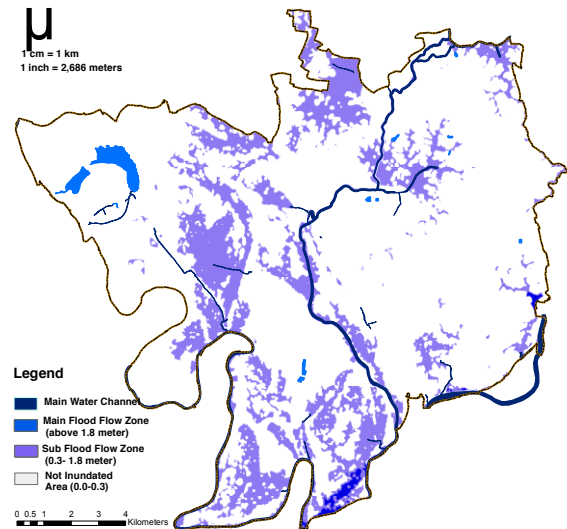 µ
1 cm = 1 km
1 inch = 2,686 meters
Legend
Main Water Channel
Main Flood Flow Zone
(above 1.8 meter)
Sub Flood Flow Zone
(0.3- 1.8 meter)
Not Inundated
Area (0.0-0.3)
0 0.5 1 2 3 4
Kilometers